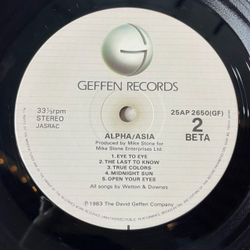 GEFFEN RECORDS
33⅓rpm
STEREO
JASRAC
25AP 2650(GF)
2
BETA
ALPHA/ASIA
Produced by Mike Stone for
Mike Stone Enterprises Ltd.
1. EYE TO EYE
2. THE LAST TO KNOW
3. TRUE COLORS
4. MIDNIGHT SUN
5. OPEN YOUR EYES
All songs by Wetton & Downes
℗1983 The David Geffen Company